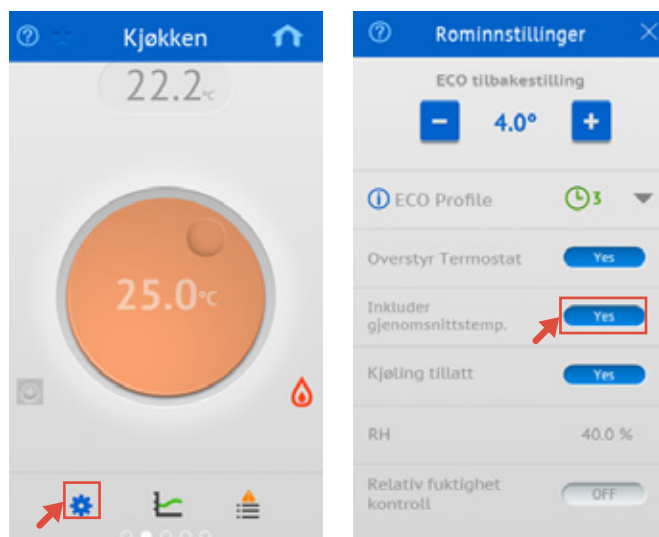 Kjøkken
22.2°C
25.0°C
Rominnstillinger
ECO tilbakestilling
4.0°
ECO Profile
3
Overstyr Termostat
Yes
Inkluder
gjenomsnittstemp.
Yes
Kjøling tillatt
Yes
RH
40.0 %
Relativ fuktighet
kontroll
OFF